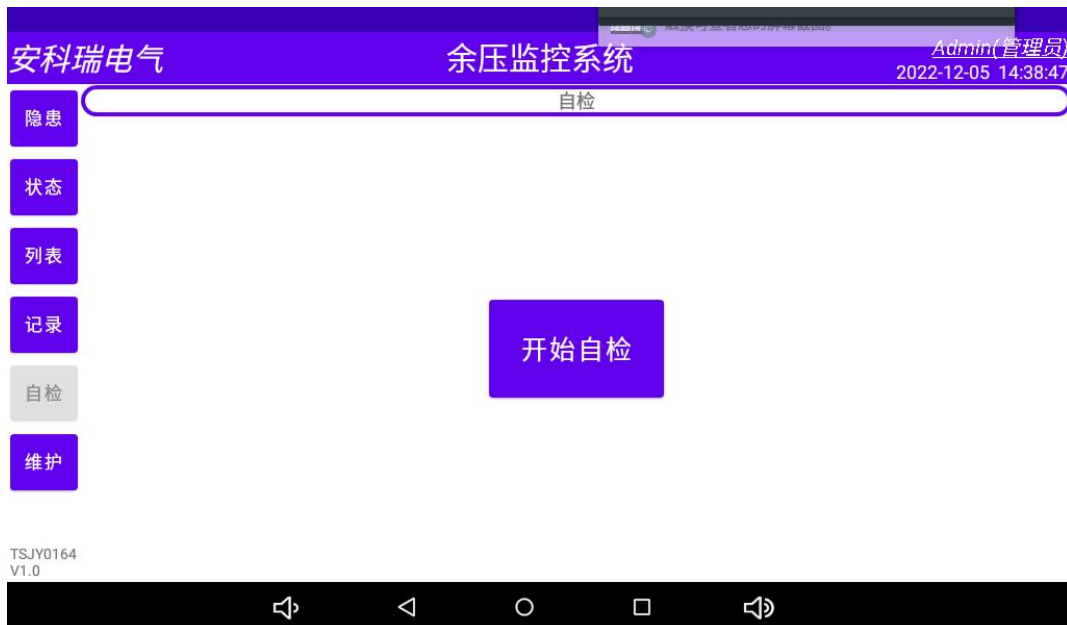 安科瑞电气
余压监控系统
Admin(管理员)
2022-12-05 14:38:47
自检
隐患
状态
列表
记录
自检
维护
开始自检
TSJY0164
V1.0